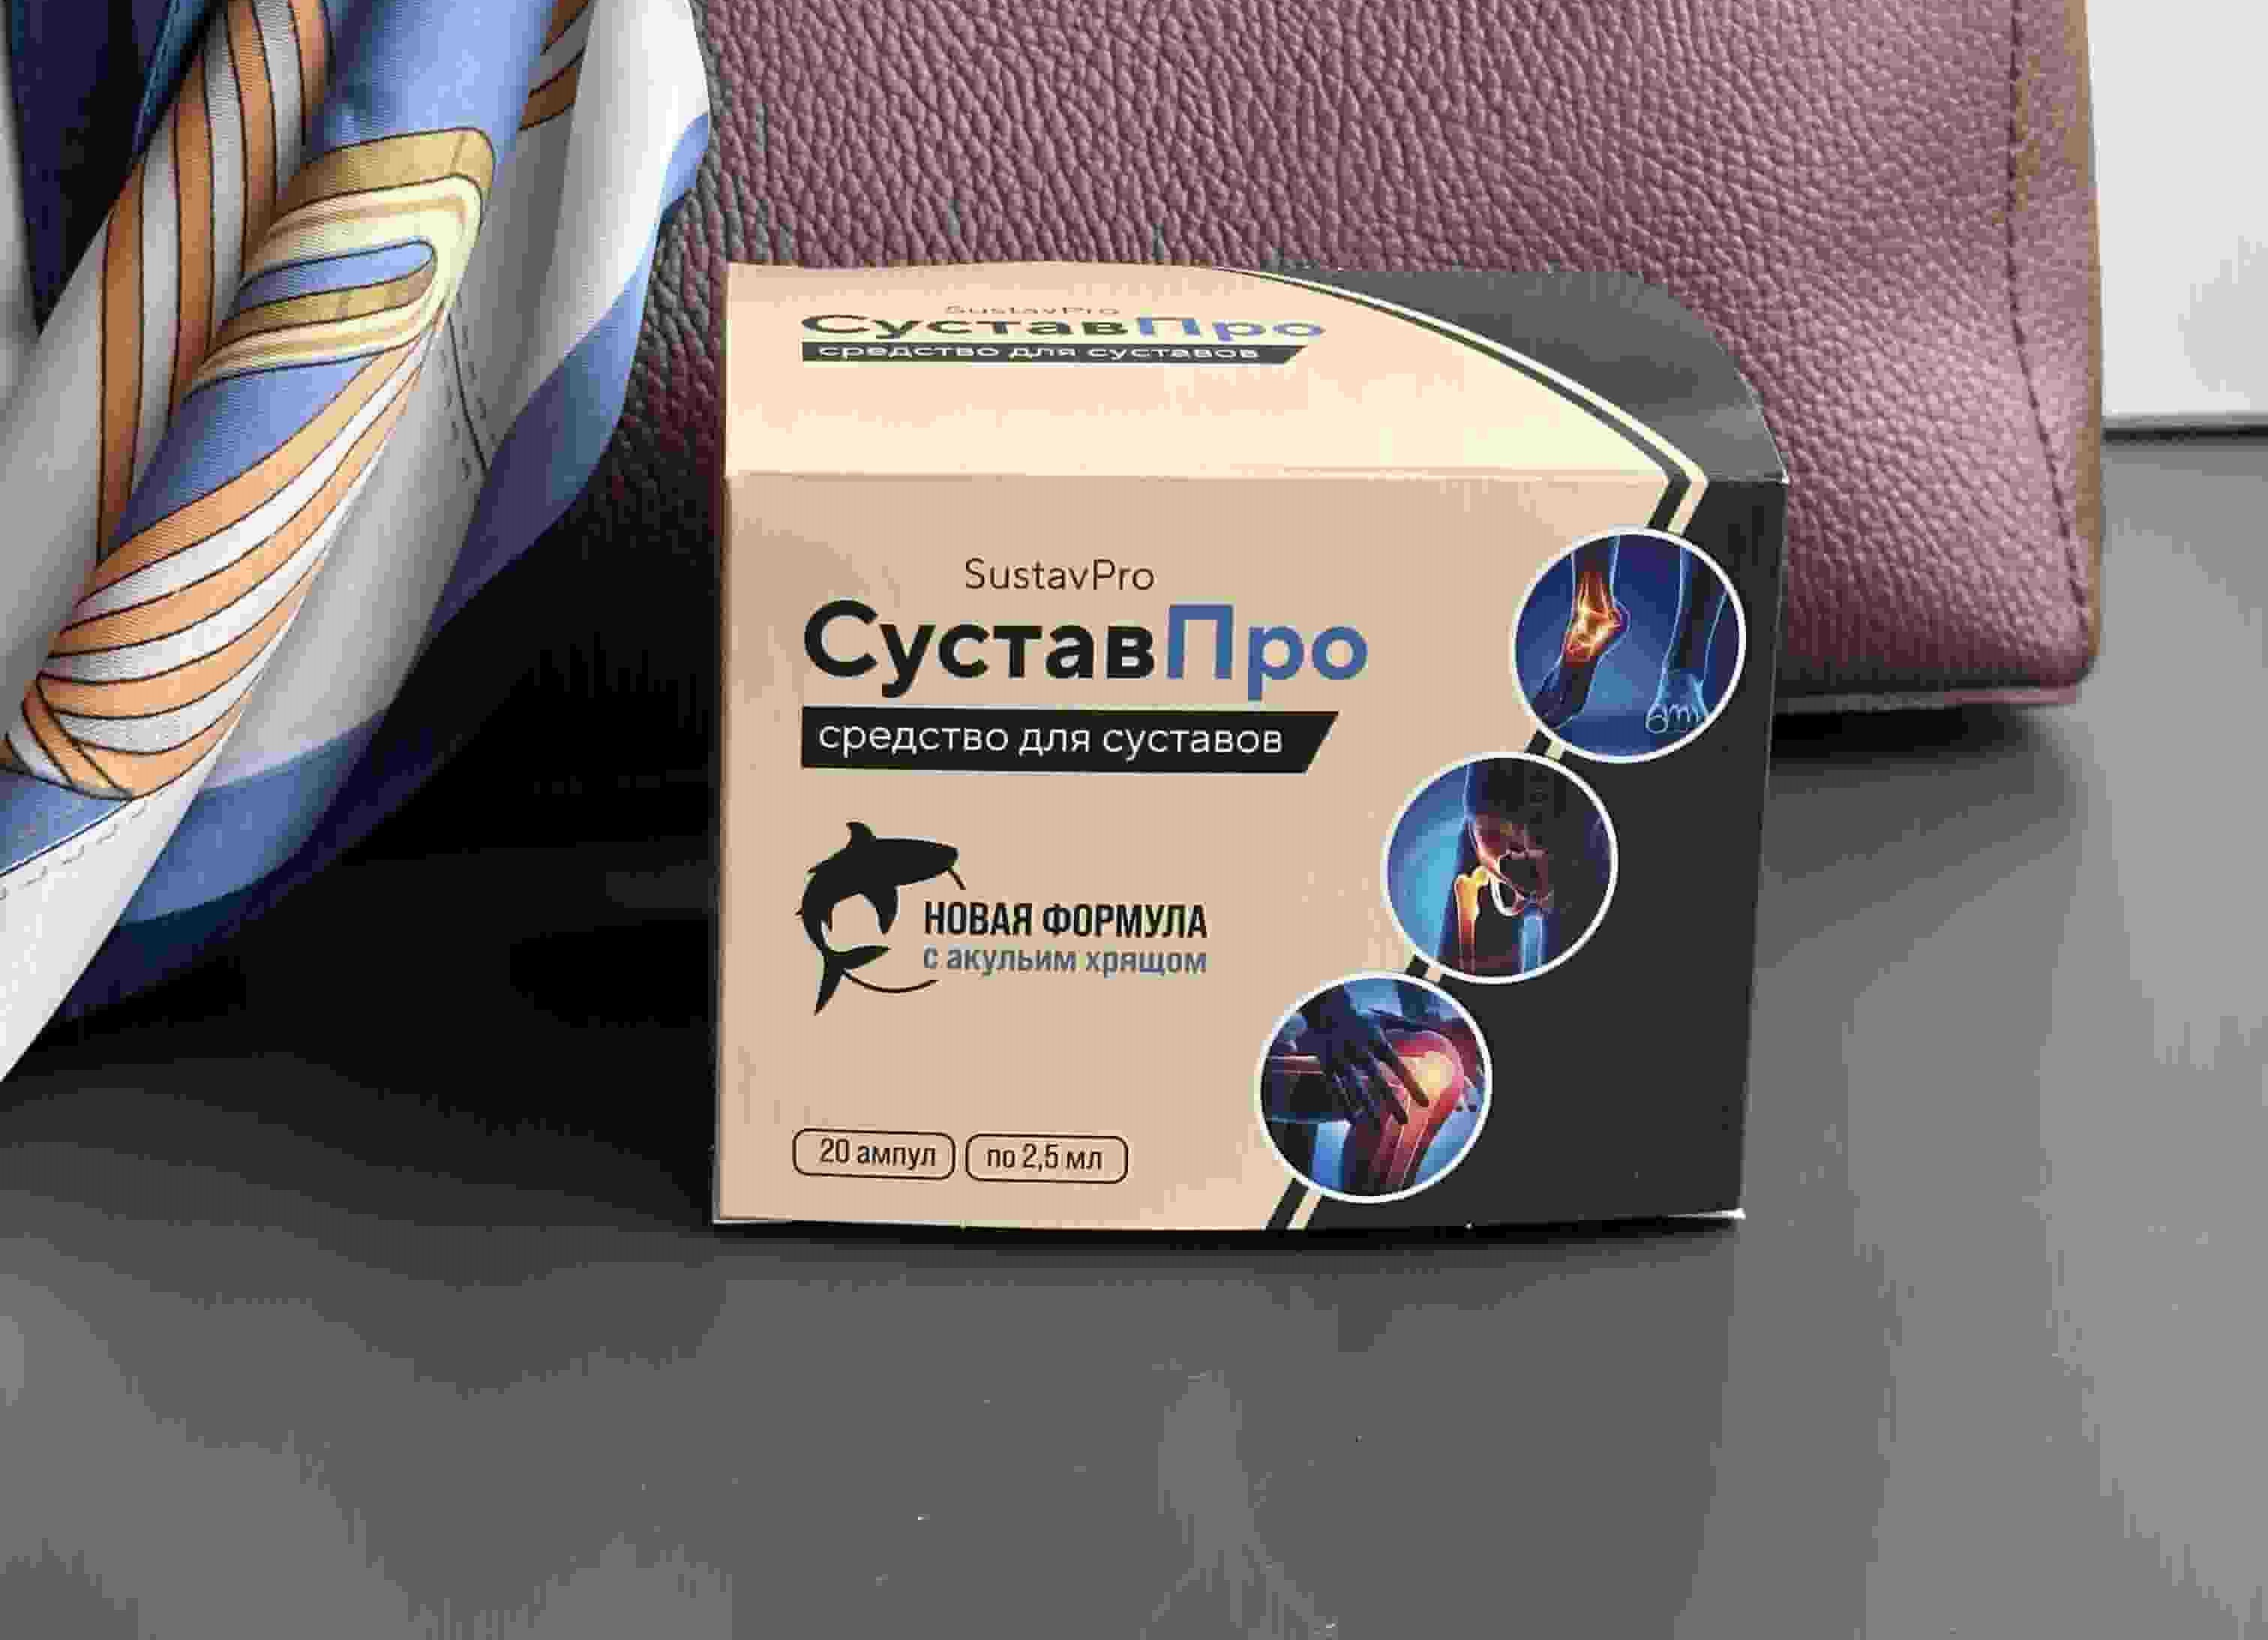 SustavPro
СуставПро
средство для суставов
SustavPro
СуставПро
средство для суставов
НОВАЯ ФОРМУЛА
с акульим хрящом
20 ампул
по 2,5 мл